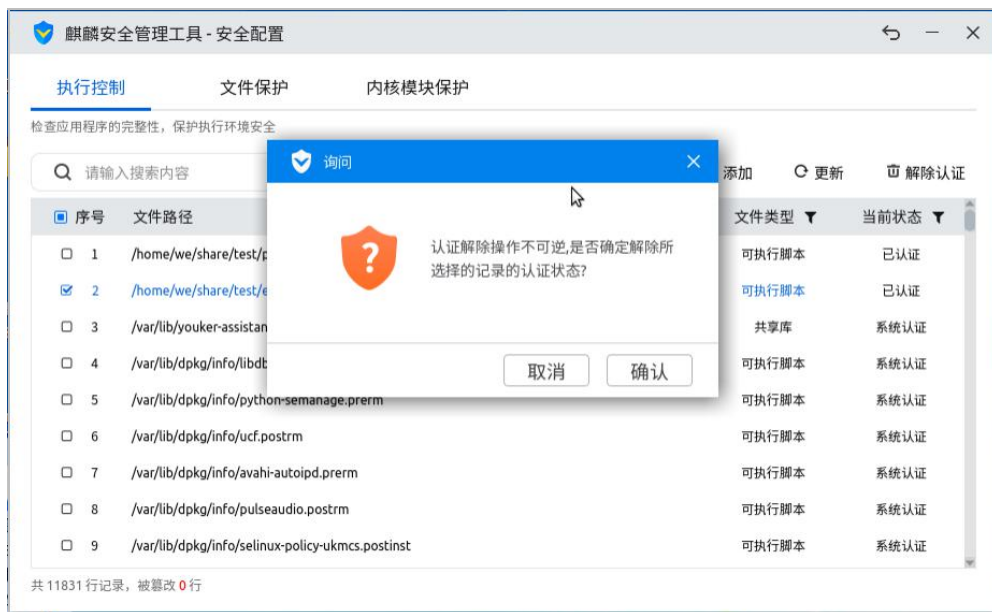 麒麟安全管理工具 - 安全配置
执行控制 文件保护 内核模块保护
检查应用程序的完整性，保护执行环境安全
请输入搜索内容 添加 更新 解除认证
询问
认证解除操作不可逆,是否确定解除所
选择的记录的认证状态?
取消 确认
序号 文件路径 文件类型 当前状态
1 /home/we/share/test/p 可执行脚本 已认证
2 /home/we/share/test/e 可执行脚本 已认证
3 /var/lib/youker-assistan 共享库 系统认证
4 /var/lib/dpkg/info/libdb 可执行脚本 系统认证
5 /var/lib/dpkg/info/python-semanage.prerm 可执行脚本 系统认证
6 /var/lib/dpkg/info/ucf.postrm 可执行脚本 系统认证
7 /var/lib/dpkg/info/avahi-autoipd.prerm 可执行脚本 系统认证
8 /var/lib/dpkg/info/pulseaudio.postrm 可执行脚本 系统认证
9 /var/lib/dpkg/info/selinux-policy-ukmcs.postinst 可执行脚本 系统认证
共 11831 行记录，被篡改 0 行